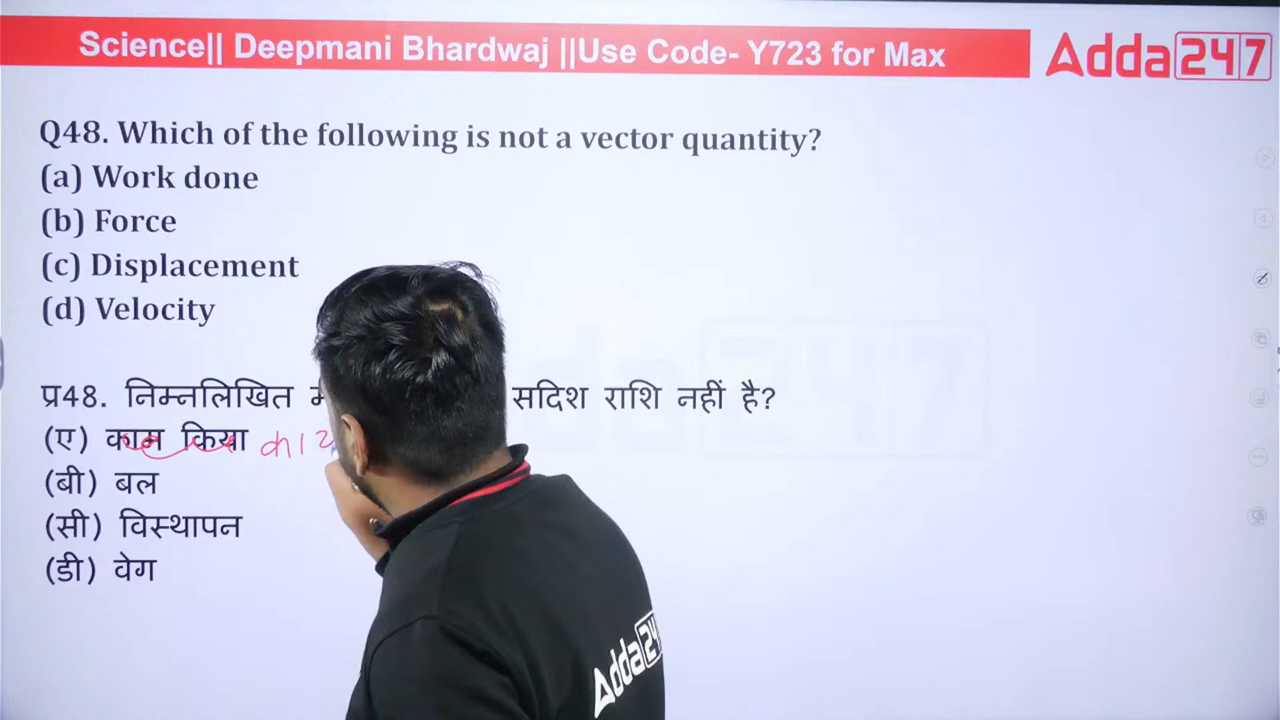 Science|| Deepmani Bhardwaj ||Use Code- Y723 for Max
Adda247
Q48. Which of the following is not a vector quantity?
(a) Work done
(b) Force
(c) Displacement
(d) Velocity
प्र48. निम्नलिखित सदिश राशि नहीं है?
(ए) काम किया
(बी) बल
(सी) विस्थापन
(डी) वेग
Adda24